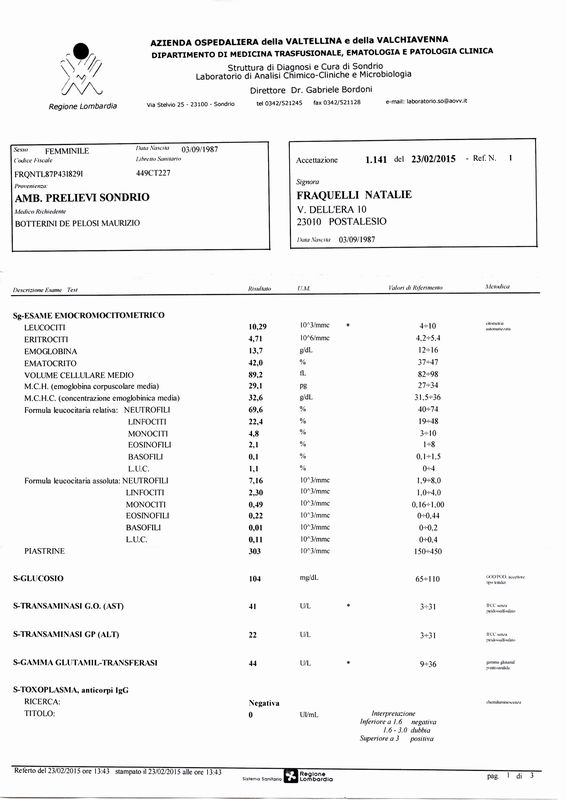 AZIENDA OSPEDALIERA della VALTELLINA e della VALCHIAVENNA
DIPARTIMENTO DI MEDICINA TRASFUSIONALE, EMATOLOGIA E PATOLOGIA CLINICA
Struttura di Diagnosi e Cura di Sondrio
Laboratorio di Analisi Chimico-Cliniche e Microbiologia
Direttore Dr. Gabriele Bordoni
Regione Lombardia
Via Stelvio 25 - 23100 - Sondrio tel 0342/521245 fax 0342/521128 e-mail: laboratorio.so@aovv.it
Sesso FEMMINILE Data Nascita 03/09/1987
Codice Fiscale Libretto Sanitario
FRQNTL87P43I829I 449CT227
Provenienza:
AMB. PRELIEVI SONDRIO
Medico Richiedente
BOTTERINI DE PELOSI MAURIZIO
Accettazione 1.141 del 23/02/2015 - Ref. N. 1
Signora
FRAQUELLI NATALIE
V. DELL'ERA 10
23010 POSTALESIO
Data Nascita 03/09/1987
Descrizione Esame Test Risultato U.M. Valori di Riferimento Metodica
Sg-ESAME EMOCROMOCITOMETRICO
LEUCOCITI 10,29 10^3/mmc * 4÷10 citometria automatizzata
ERITROCITI 4,71 10^6/mmc 4,2÷5,4
EMOGLOBINA 13,7 g/dL 12÷16
EMATOCRITO 42,0 % 37÷47
VOLUME CELLULARE MEDIO 89,2 fL 82÷98
M.C.H. (emoglobina corpuscolare media) 29,1 pg 27÷34
M.C.H.C. (concentrazione emoglobinica media) 32,6 g/dL 31,5÷36
Formula leucocitaria relativa: NEUTROFILI 69,6 % 40÷74
LINFOCITI 22,4 % 19÷48
MONOCITI 4,8 % 3÷10
EOSINOFILI 2,1 % 1÷8
BASOFILI 0,1 % 0,1÷1,5
L.U.C. 1,1 % 0÷4
Formula leucocitaria assoluta: NEUTROFILI 7,16 10^3/mmc 1,9÷8,0
LINFOCITI 2,30 10^3/mmc 1,0÷4,0
MONOCITI 0,49 10^3/mmc 0,16÷1,00
EOSINOFILI 0,22 10^3/mmc 0÷0,44
BASOFILI 0,01 10^3/mmc 0÷0,2
L.U.C. 0,11 10^3/mmc 0÷0,4
PIASTRINE 303 10^3/mmc 150÷450
S-GLUCOSIO 104 mg/dL 65÷110
S-TRANSAMINASI G.O. (AST) 41 U/L * 3÷31 IFCC senza
S-TRANSAMINASI GP (ALT) 22 U/L 3÷31 IFCC senza
S-GAMMA GLUTAMIL-TRANSFERASI 44 U/L * 9÷36 gamma glutamil
S-TOXOPLASMA, anticorpi IgG
RICERCA: Negativa chemiluminescenza
TITOLO: 0 UI/mL Interpretazione
Inferiore a 1.6 negativa
1.6 - 3.0 dubbia
Superiore a 3 positiva
Referto del 23/02/2015 ore 13:43 stampato il 23/02/2015 alle ore 13:43
Sistema Sanitario Regione Lombardia
pag. 1 di 3